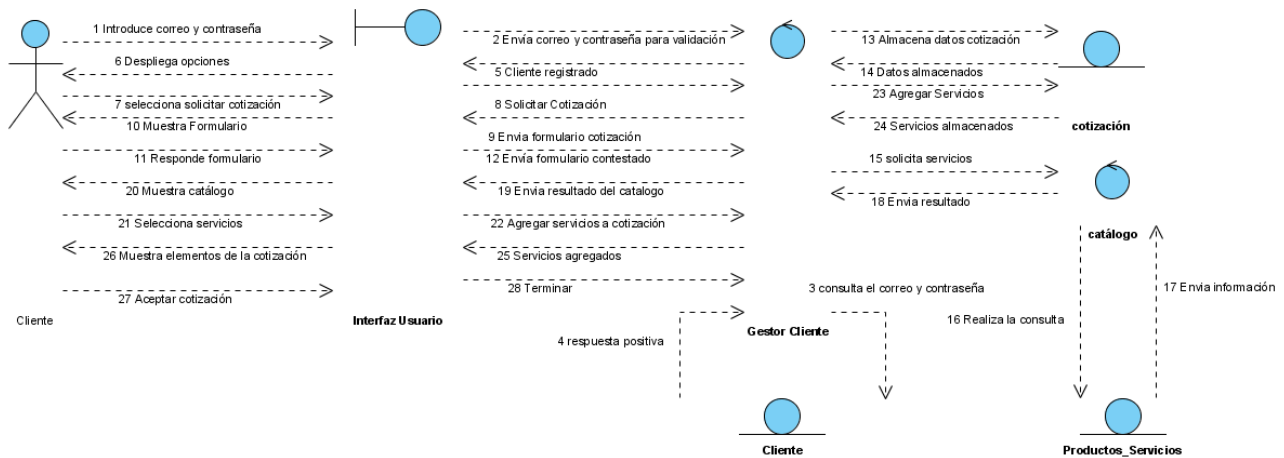 1 Introduce correo y contraseña
2 Envía correo y contraseña para validación
13 Almacena datos cotización
6 Despliega opciones
5 Cliente registrado
14 Datos almacenados
7 selecciona solicitar cotización
8 Solicitar Cotización
23 Agregar Servicios
10 Muestra Formulario
9 Envia formulario cotización
24 Servicios almacenados
cotización
11 Responde formulario
12 Envía formulario contestado
15 solicita servicios
20 Muestra catálogo
19 Envia resultado del catalogo
18 Envia resultado
21 Selecciona servicios
22 Agregar servicios a cotización
catálogo
26 Muestra elementos de la cotización
25 Servicios agregados
27 Aceptar cotización
28 Terminar
3 consulta el correo y contraseña
17 Envia información
Cliente
Interfaz Usuario
Gestor Cliente
16 Realiza la consulta
4 respuesta positiva
Cliente
Productos_Servicios